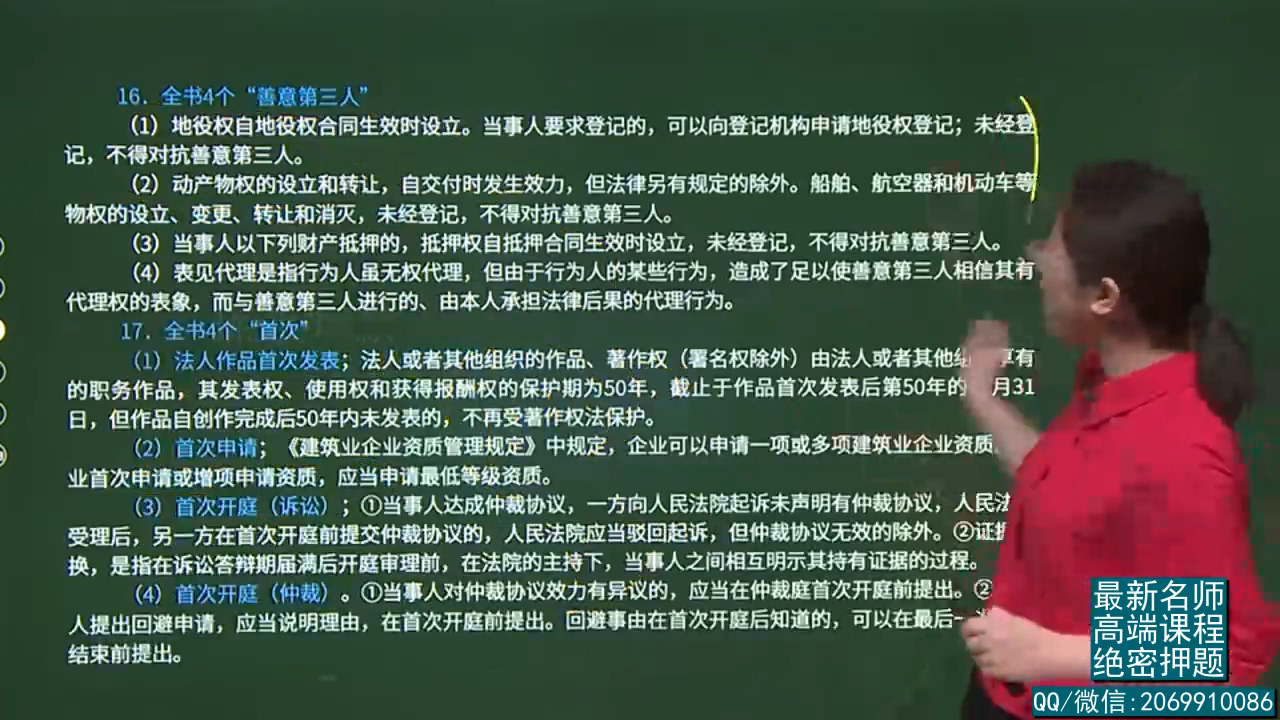 16. 全书4个“善意第三人”
（1）地役权自地役权合同生效时设立。当事人要求登记的，可以向登记机构申请地役权登记；未经登
记，不得对抗善意第三人。
（2）动产物权的设立和转让，自交付时发生效力，但法律另有规定的除外。船舶、航空器和机动车等
物权的设立、变更、转让和消灭，未经登记，不得对抗善意第三人。
（3）当事人以下列财产抵押的，抵押权自抵押合同生效时设立，未经登记，不得对抗善意第三人。
（4）表见代理是指行为人虽无权代理，但由于行为人的某些行为，造成了足以使善意第三人相信其有
代理权的表象，而与善意第三人进行的、由本人承担法律后果的代理行为。
17. 全书4个“首次”
（1）法人作品首次发表；法人或者其他组织的作品、著作权（署名权除外）由法人或者其他 享有
的职务作品，其发表权、使用权和获得报酬权的保护期为50年，截止于作品首次发表后第50年的 月31
日，但作品自创作完成后50年内未发表的，不再受著作权法保护。
（2）首次申请；《建筑业企业资质管理规定》中规定，企业可以申请一项或多项建筑业企业资质
业首次申请或增项申请资质，应当申请最低等级资质。
（3）首次开庭（诉讼）；①当事人达成仲裁协议，一方向人民法院起诉未声明有仲裁协议，人民法
受理后，另一方在首次开庭前提交仲裁协议的，人民法院应当驳回起诉，但仲裁协议无效的除外。②证
换，是指在诉讼答辩期届满后开庭审理前，在法院的主持下，当事人之间相互明示其持有证据的过程。
（4）首次开庭（仲裁）。①当事人对仲裁协议效力有异议的，应当在仲裁庭首次开庭前提出。②
人提出回避申请，应当说明理由，在首次开庭前提出。回避事由在首次开庭后知道的，可以在最后一
结束前提出。
最新名师
高端课程
绝密押题
QQ/微信:2069910086